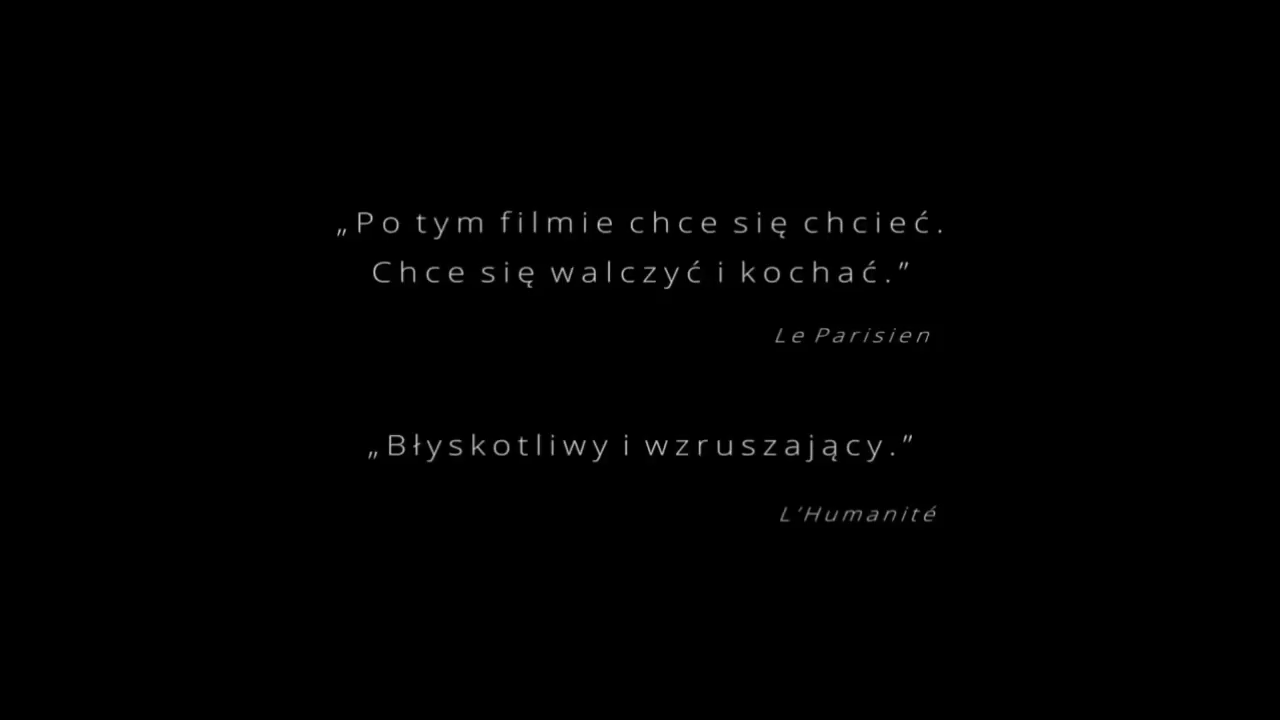 „Po tym filmie chce się chcieć.
Chce się walczyć i kochać.”
Le Parisien
„Błyskotliwy i wzruszający.”
L’Humanité